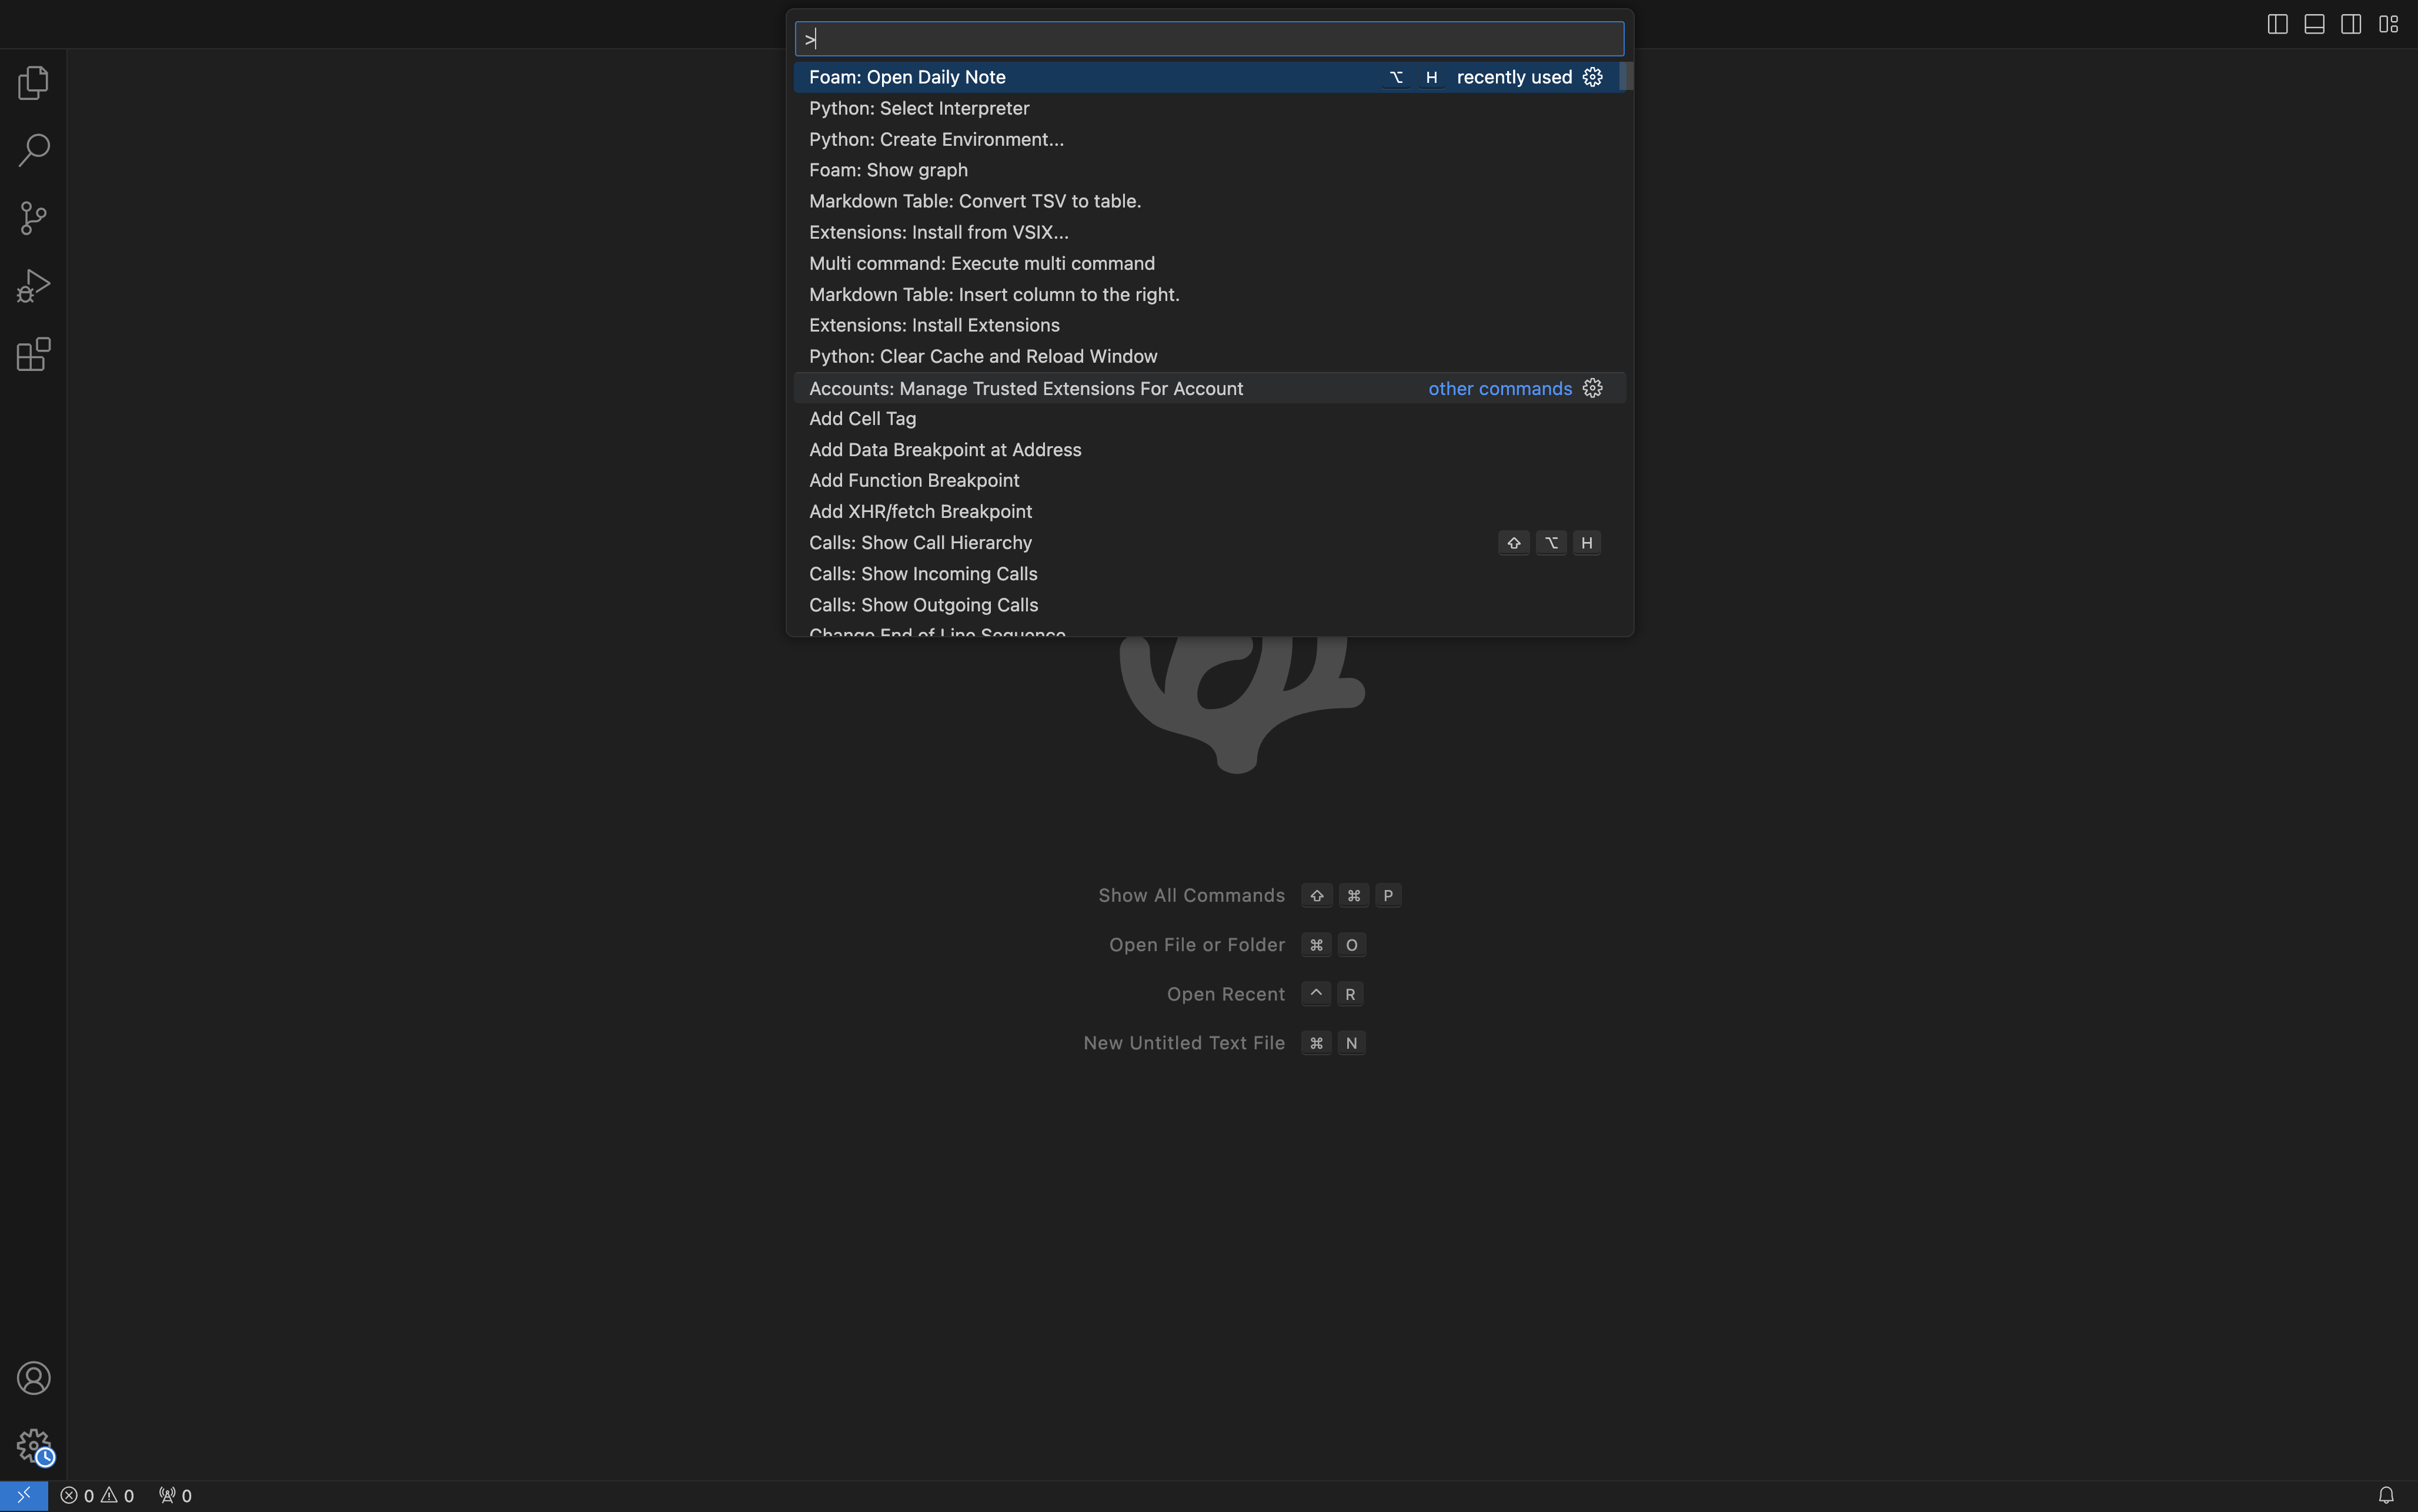 >
Foam: Open Daily Note ⌥ H recently used
Python: Select Interpreter
Python: Create Environment...
Foam: Show graph
Markdown Table: Convert TSV to table.
Extensions: Install from VSIX...
Multi command: Execute multi command
Markdown Table: Insert column to the right.
Extensions: Install Extensions
Python: Clear Cache and Reload Window
Accounts: Manage Trusted Extensions For Account other commands
Add Cell Tag
Add Data Breakpoint at Address
Add Function Breakpoint
Add XHR/fetch Breakpoint
Calls: Show Call Hierarchy ⇧ ⌥ H
Calls: Show Incoming Calls
Calls: Show Outgoing Calls
Change End of Line Sequence
Show All Commands ⇧ ⌘ P
Open File or Folder ⌘ O
Open Recent ^ R
New Untitled Text File ⌘ N
0 0 0